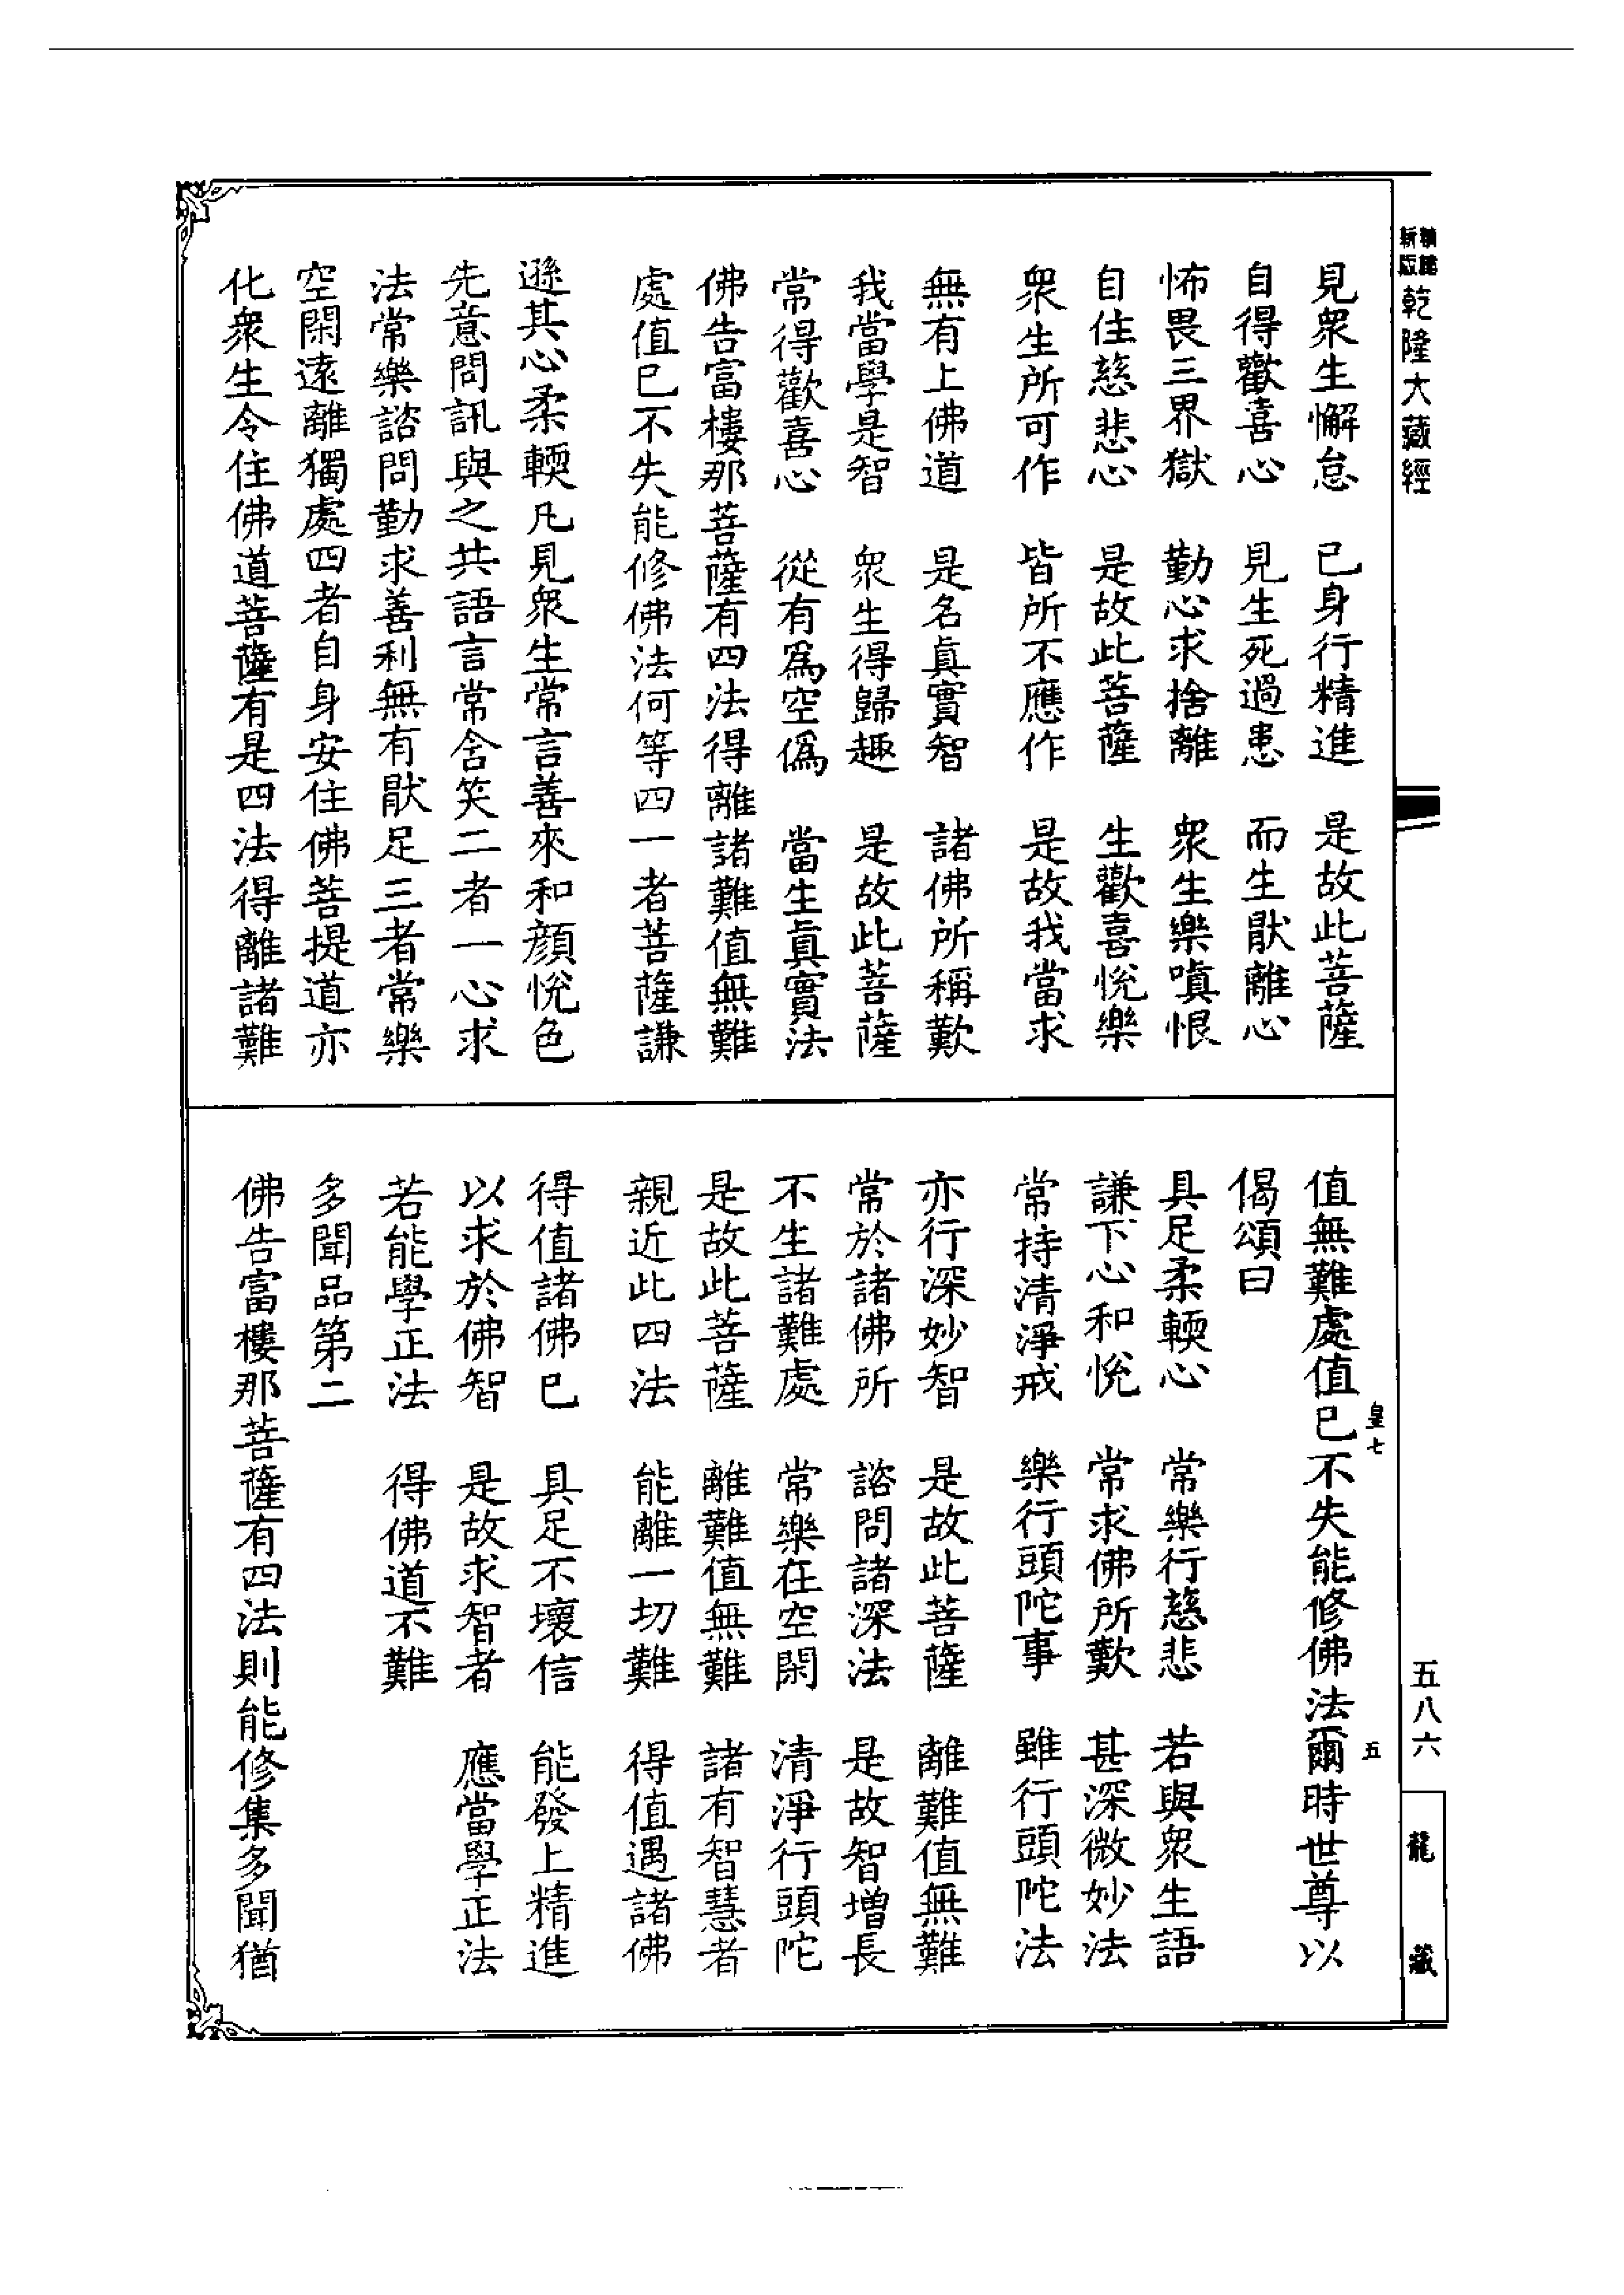 新版精縮乾隆大藏經
見衆生懈怠　已身行精進　是故此菩薩
自得歡喜心　見生死過患　而生厭離心
怖畏三界獄　勤心求捨離　衆生樂嗔恨
自住慈悲心　是故此菩薩　生歡喜悅樂
衆生所可作　皆所不應作　是故我當求
無有上佛道　是名眞實智　諸佛所稱歎
我當學是智　衆生得歸趣　是故此菩薩
常得歡喜心　從有爲空僞　當生眞實法
佛告富樓那菩薩有四法得離諸難值無難
處值已不失能修佛法何等四一者菩薩謙
遜其心柔輭凡見衆生常言善來和顏悅色
先意問訊與之共語言常含笑二者一心求
法常樂諮問勤求善利無有厭足三者常樂
空閑遠離獨處四者自身安住佛菩提道亦
化衆生令住佛道菩薩有是四法得離諸難
值無難處值已不失能修佛法爾時世尊以
偈頌曰
具足柔輭心　常樂行慈悲　若與衆生語
謙下心和悅　常求佛所歎　甚深微妙法
常持清淨戒　樂行頭陀事　雖行頭陀法
亦行深妙智　是故此菩薩　離難值無難
常於諸佛所　諮問諸深法　是故智增長
不生諸難處　常樂在空閑　清淨行頭陀
是故此菩薩　離難值無難　諸有智慧者
親近此四法　能離一切難　得值遇諸佛
得值諸佛已　具足不壞信　能發上精進
以求於佛智　是故求智者　應當學正法
若能學正法　得佛道不難
多聞品第二
佛告富樓那菩薩有四法則能修集多聞猶
皇七
五
五八六
龍藏